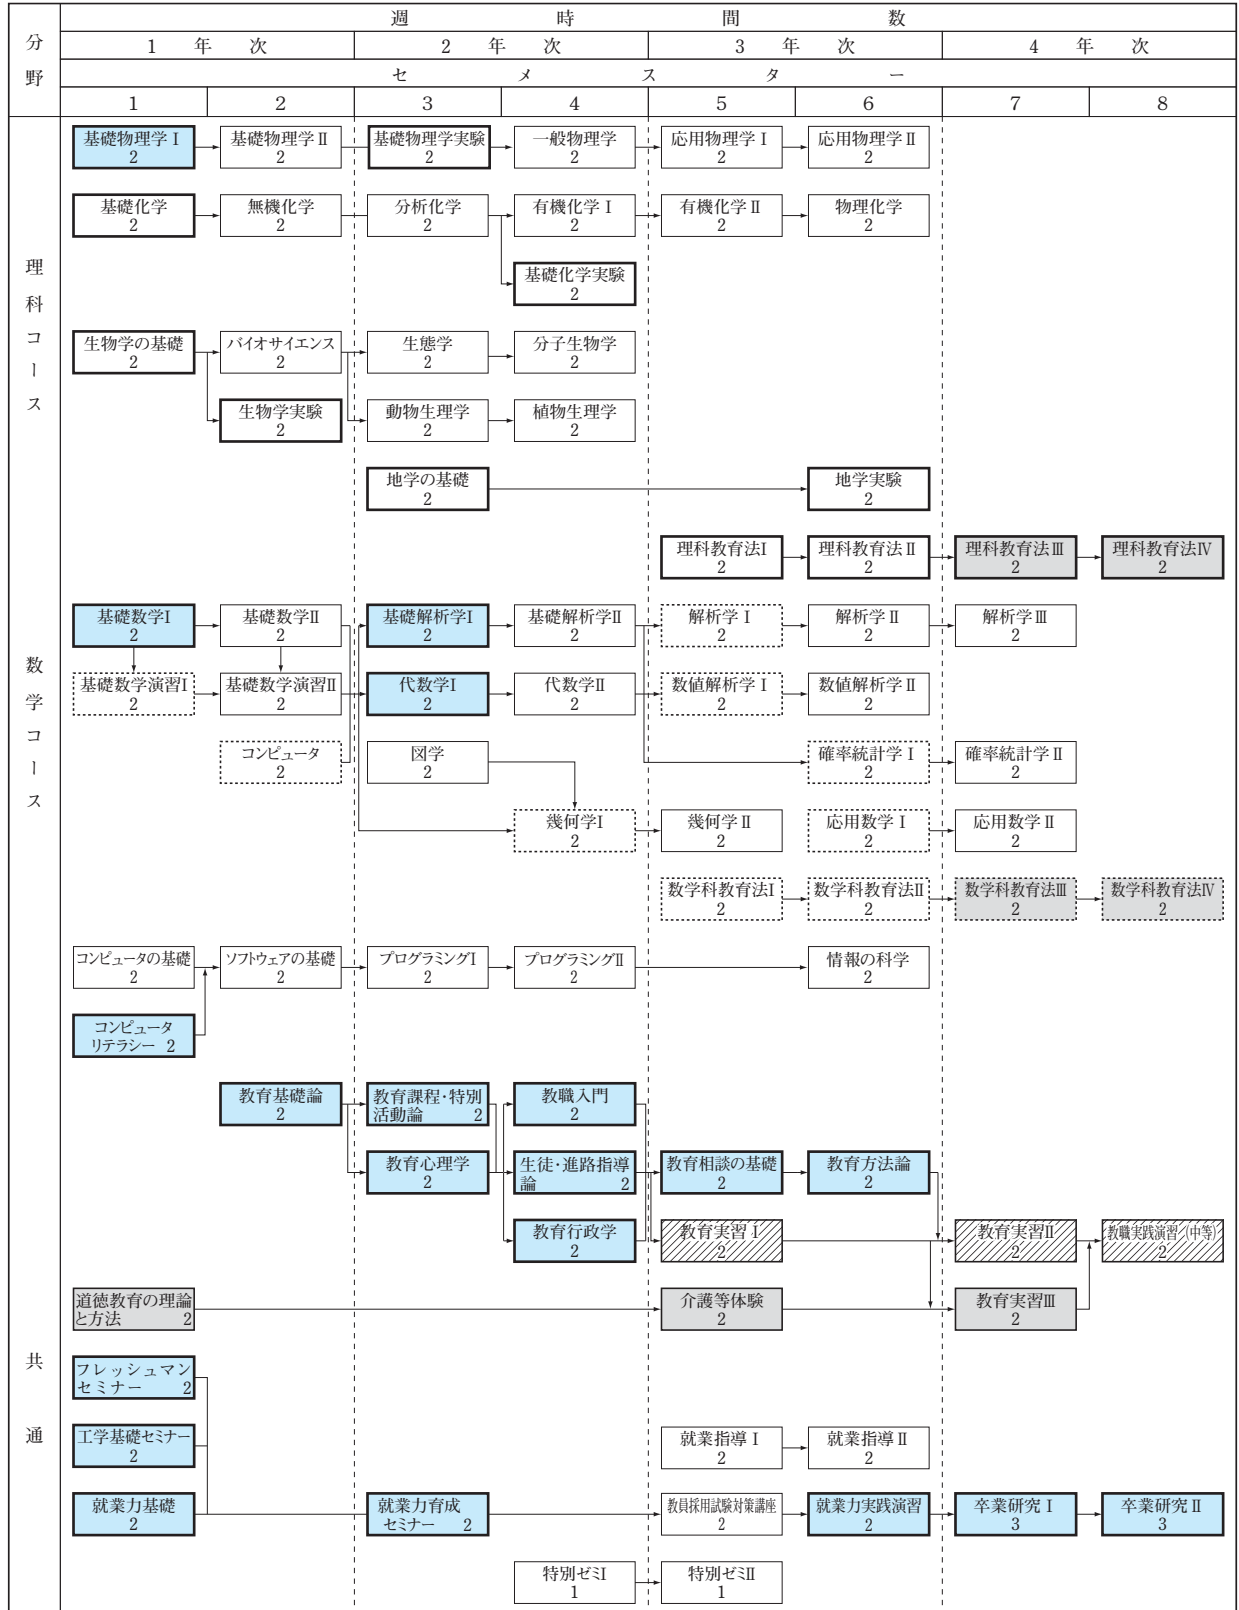 分野
週時間数
1年次 2年次 3年次 4年次
セメスター
1 2 3 4 5 6 7 8
理科コース
基礎物理学Ⅰ 基礎物理学Ⅱ 基礎物理学実験 一般物理学 応用物理学Ⅰ 応用物理学Ⅱ
2 2 2 2 2 2
基礎化学 無機化学 分析化学 有機化学Ⅰ 有機化学Ⅱ 物理化学
2 2 2 2 2 2
基礎化学実験
2
生物学の基礎 バイオサイエンス 生態学 分子生物学
2 2 2 2
生物学実験 動物生理学 植物生理学
2 2 2
地学の基礎 地学実験
2 2
理科教育法Ⅰ 理科教育法Ⅱ 理科教育法Ⅲ 理科教育法Ⅳ
2 2 2 2
数学コース
基礎数学Ⅰ 基礎数学Ⅱ 基礎解析学Ⅰ 基礎解析学Ⅱ 解析学Ⅰ 解析学Ⅱ 解析学Ⅲ
2 2 2 2 2 2 2
基礎数学演習Ⅰ 基礎数学演習Ⅱ 代数学Ⅰ 代数学Ⅱ 数値解析学Ⅰ 数値解析学Ⅱ
2 2 2 2 2 2
コンピュータ 図学 確率統計学Ⅰ 確率統計学Ⅱ
2 2 2 2
幾何学Ⅰ 幾何学Ⅱ 応用数学Ⅰ 応用数学Ⅱ
2 2 2 2
数学科教育法Ⅰ 数学科教育法Ⅱ 数学科教育法Ⅲ 数学科教育法Ⅳ
2 2 2 2
コンピュータの基礎 ソフトウェアの基礎 プログラミングⅠ プログラミングⅡ 情報の科学
2 2 2 2 2
コンピュータ
リテラシー 2
共通
教育基礎論 教育課程・特別 教職入門
2 活動論 2 2
教育心理学 生徒・進路指導 教育相談の基礎 教育方法論
2 論 2 2 2
教育行政学 教育実習Ⅰ 教育実習Ⅱ 教職実践演習(中等)
2 2 2 2
道徳教育の理論 介護等体験 教育実習Ⅲ
と方法 2 2 2
フレッシュマン
セミナー 2
工学基礎セミナー 就業指導Ⅰ 就業指導Ⅱ
2 2 2
就業力基礎 就業力育成 教員採用試験対策講座 就業力実践演習 卒業研究Ⅰ 卒業研究Ⅱ
2 セミナー 2 2 2 3 3
特別ゼミⅠ 特別ゼミⅡ
1 1